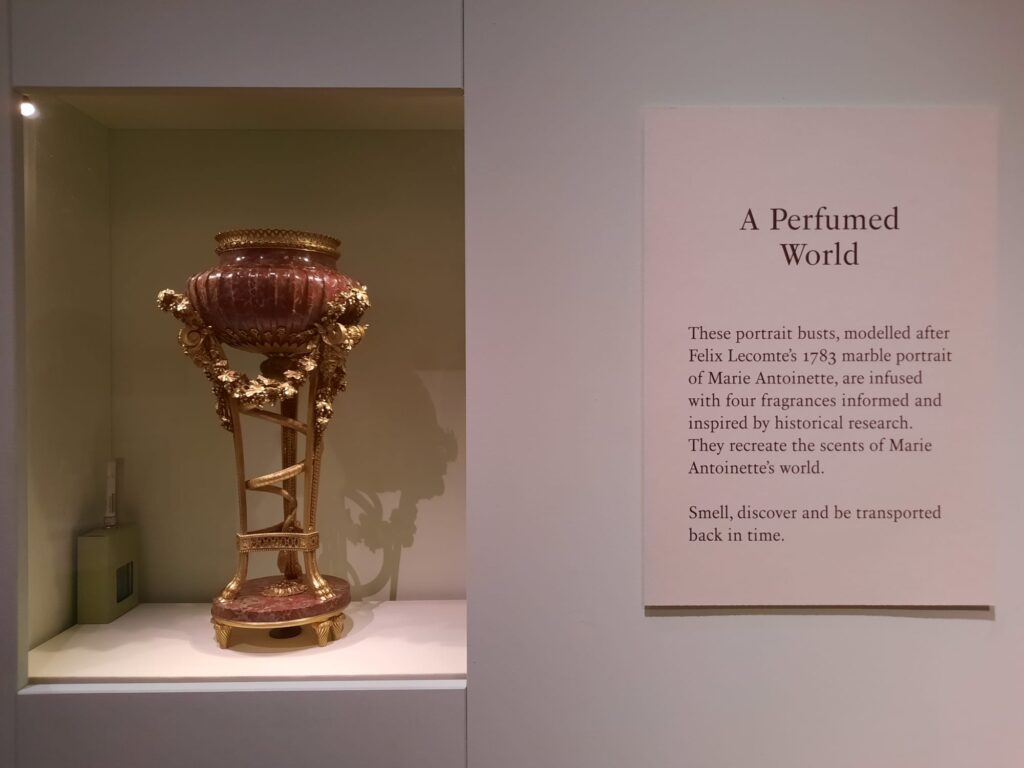 A Perfumed
World
These portrait busts, modelled after
Felix Lecomte's 1783 marble portrait
of Marie Antoinette, are infused
with four fragrances informed and
inspired by historical research.
They recreate the scents of Marie
Antoinette's world.
Smell, discover and be transported
back in time.